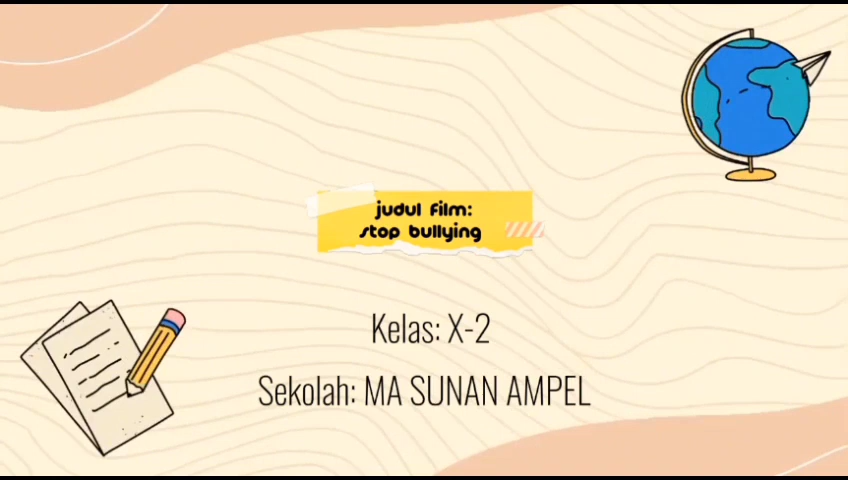 judul film:
stop bullying
Kelas: X-2
Sekolah: MA SUNAN AMPEL